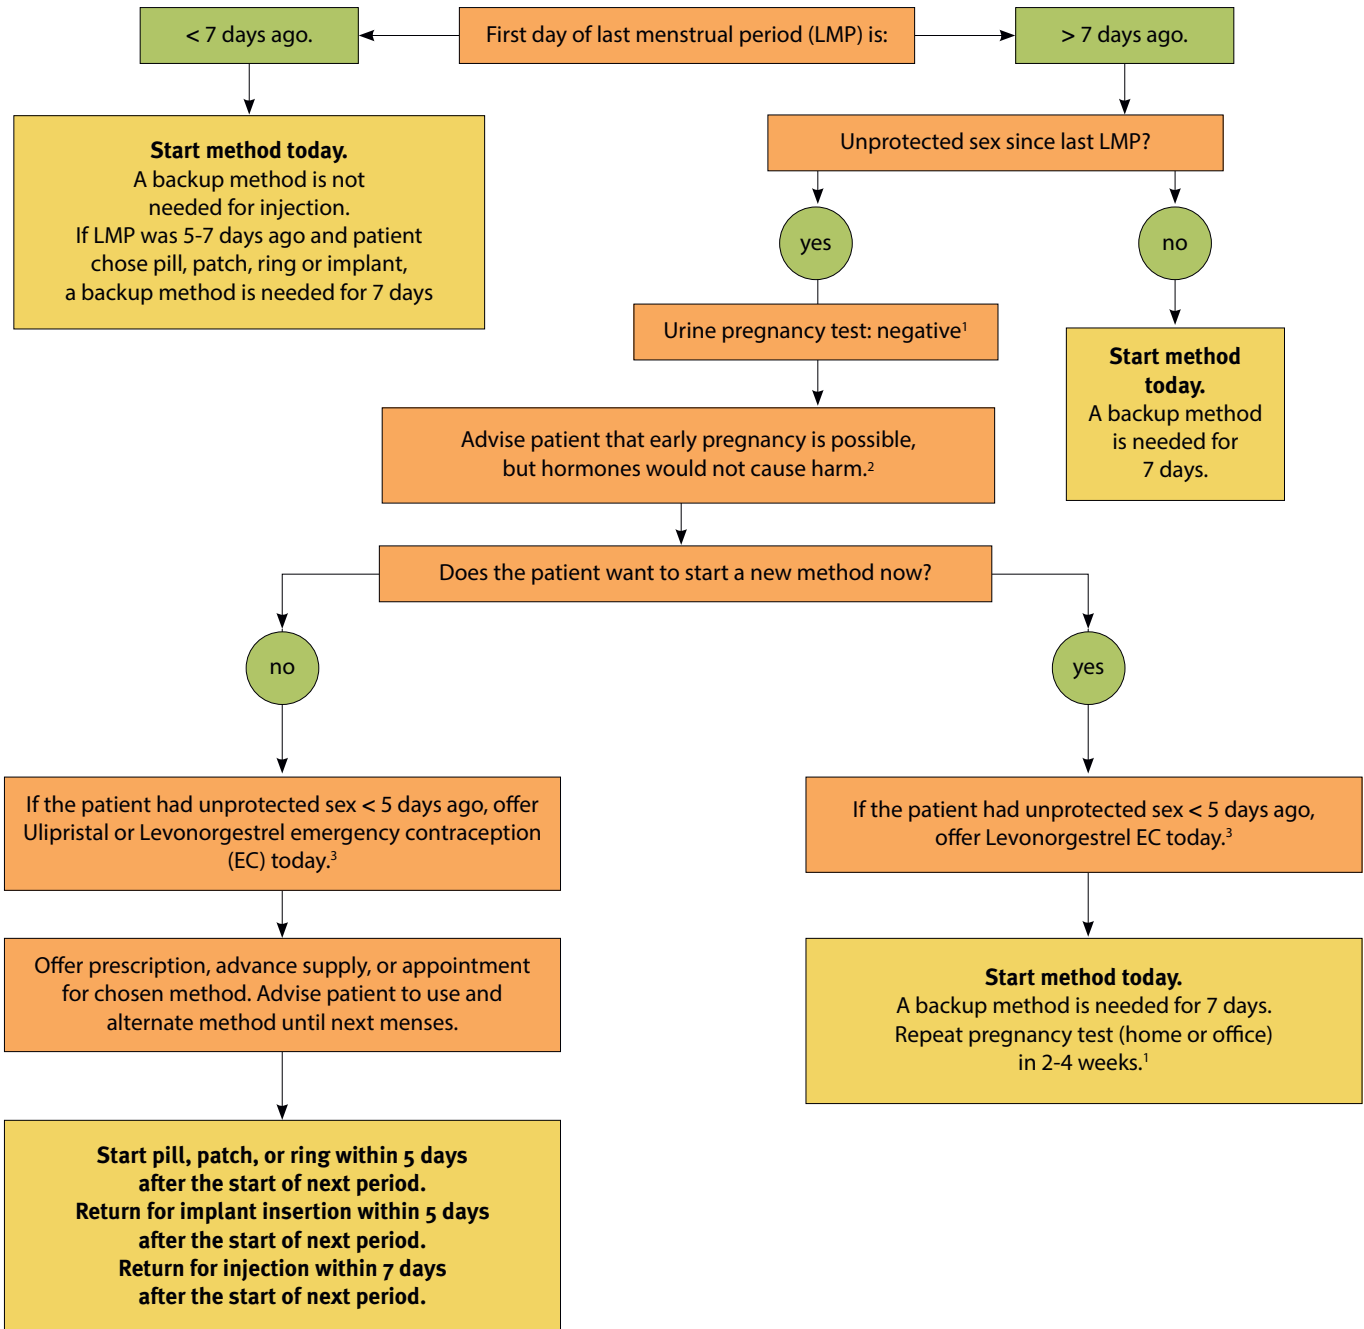 < 7 days ago.
First day of last menstrual period (LMP) is:
> 7 days ago.
Start method today.
A backup method is not
needed for injection.
If LMP was 5-7 days ago and patient
chose pill, patch, ring or implant,
a backup method is needed for 7 days
Unprotected sex since last LMP?
yes
no
Urine pregnancy test: negative¹
Start method
today.
A backup method
is needed for
7 days.
Advise patient that early pregnancy is possible,
but hormones would not cause harm.²
Does the patient want to start a new method now?
no
yes
If the patient had unprotected sex < 5 days ago, offer
Ulipristal or Levonorgestrel emergency contraception
(EC) today.³
If the patient had unprotected sex < 5 days ago,
offer Levonorgestrel EC today.³
Offer prescription, advance supply, or appointment
for chosen method. Advise patient to use and
alternate method until next menses.
Start method today.
A backup method is needed for 7 days.
Repeat pregnancy test (home or office)
in 2-4 weeks.¹
Start pill, patch, or ring within 5 days
after the start of next period.
Return for implant insertion within 5 days
after the start of next period.
Return for injection within 7 days
after the start of next period.